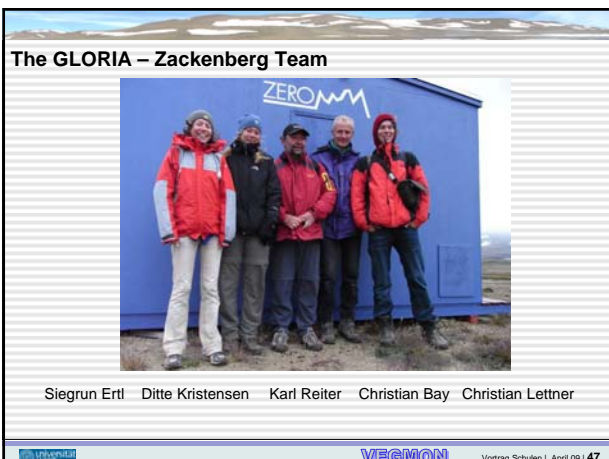 The GLORIA – Zackenberg Team
ZERO
Siegrun Ertl Ditte Kristensen Karl Reiter Christian Bay Christian Lettner
universität
VEGMON Vortrag Schulen | April 09 | 47